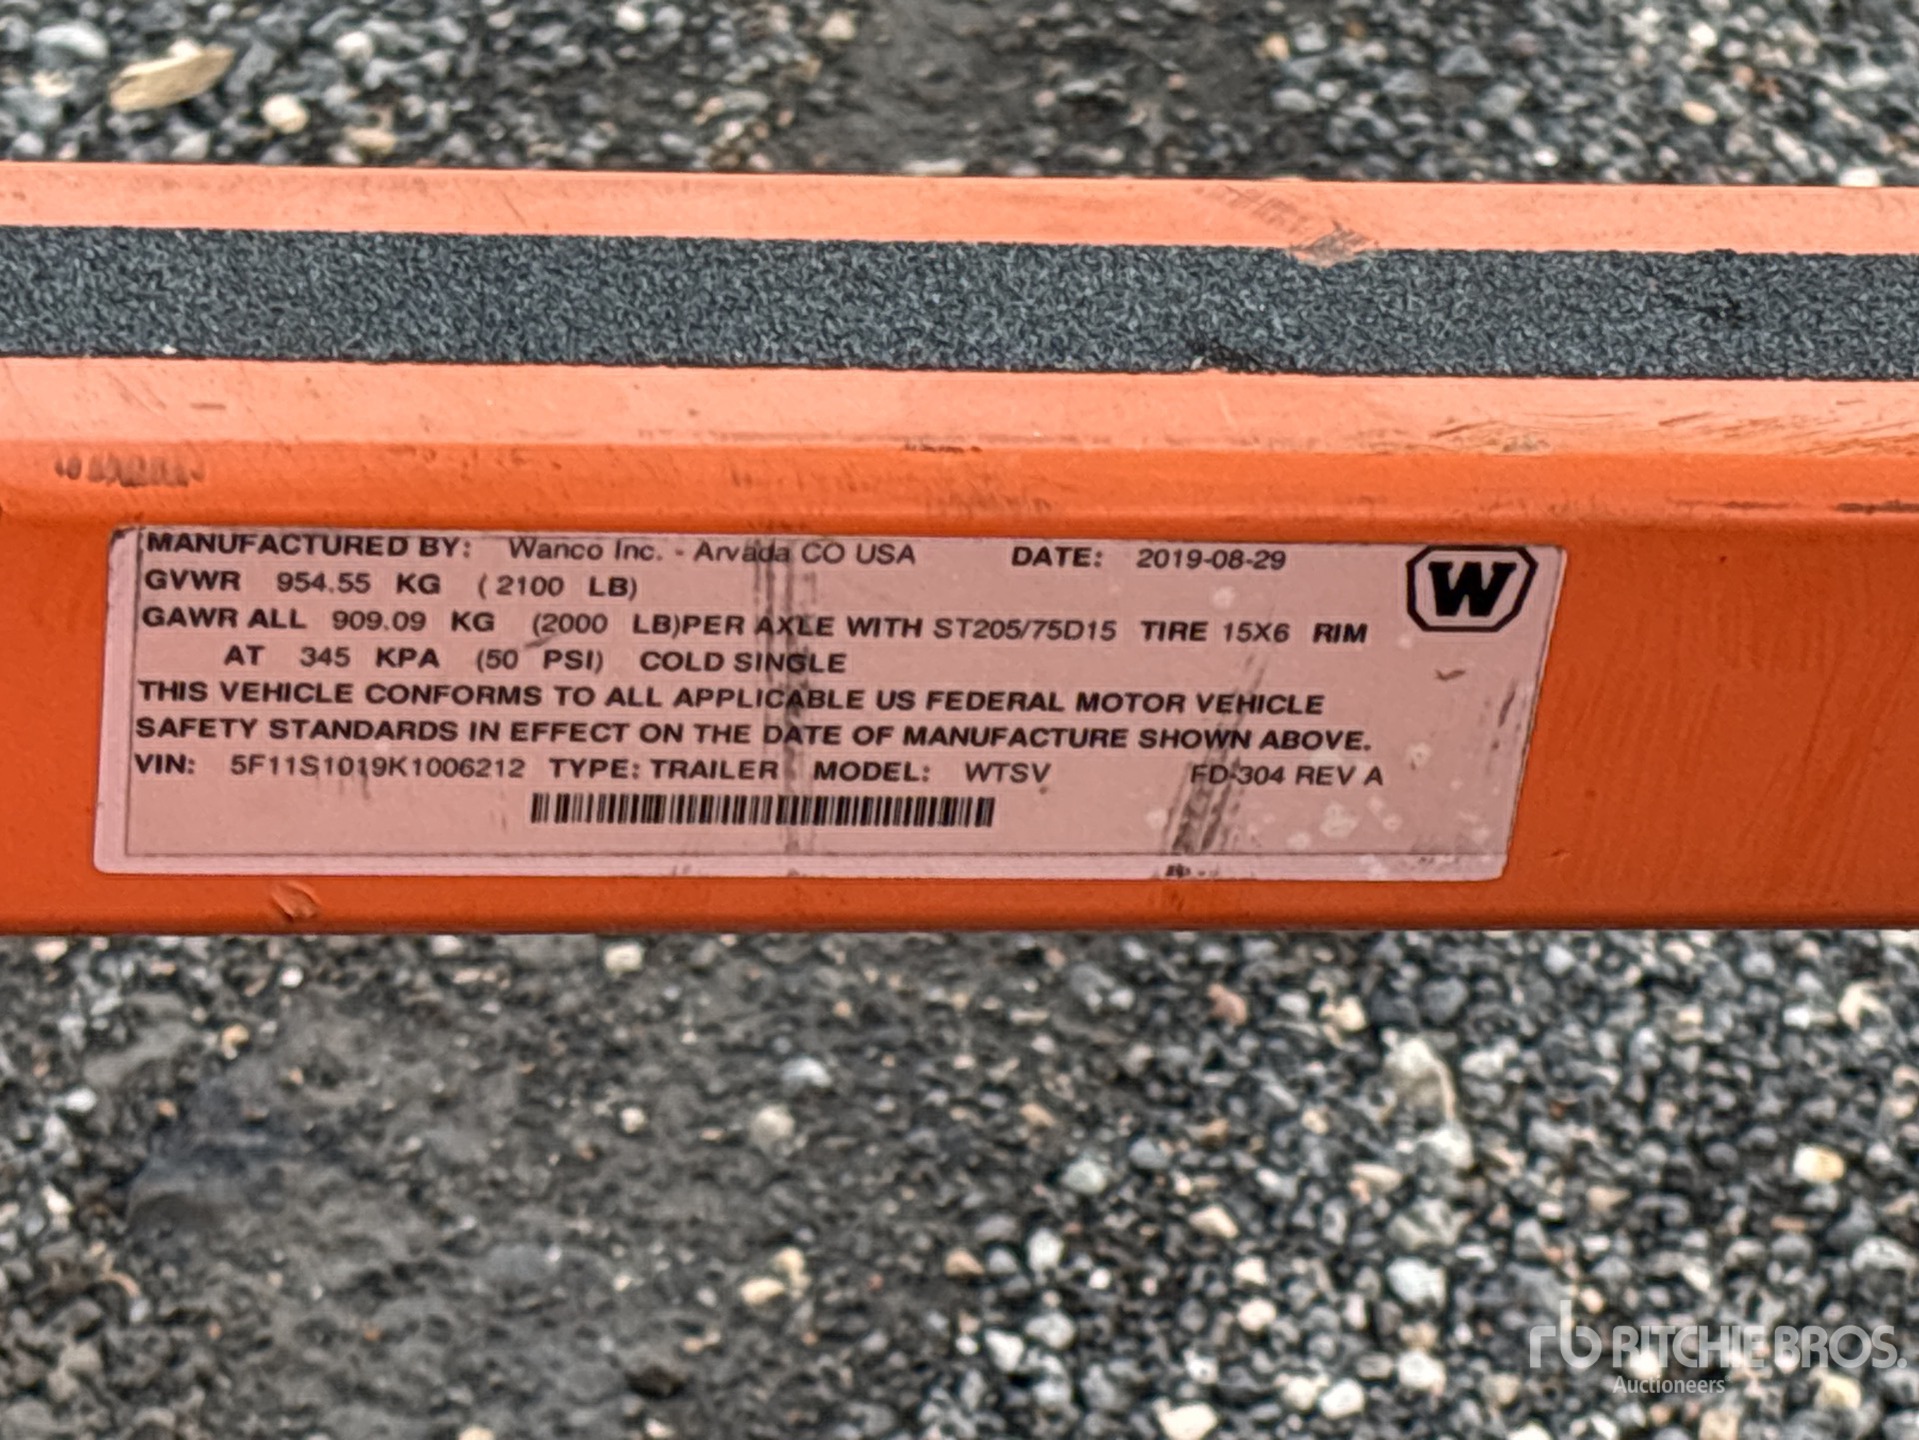 MANUFACTURED BY: Wanco Inc. - Arvada CO USA DATE: 2019-08-29
W
GVWR 954.55 KG (2100 LB)
GAWR ALL 909.09 KG (2000 LB)PER AXLE WITH ST205/75D15 TIRE 15X6 RIM
AT 345 KPA (50 PSI) COLD SINGLE
THIS VEHICLE CONFORMS TO ALL APPLICABLE US FEDERAL MOTOR VEHICLE
SAFETY STANDARDS IN EFFECT ON THE DATE OF MANUFACTURE SHOWN ABOVE.
VIN: 5F11S1019K1006212 TYPE: TRAILER MODEL: WTSV FD-304 REV A
rb RITCHIE BROS.
Auctioneers